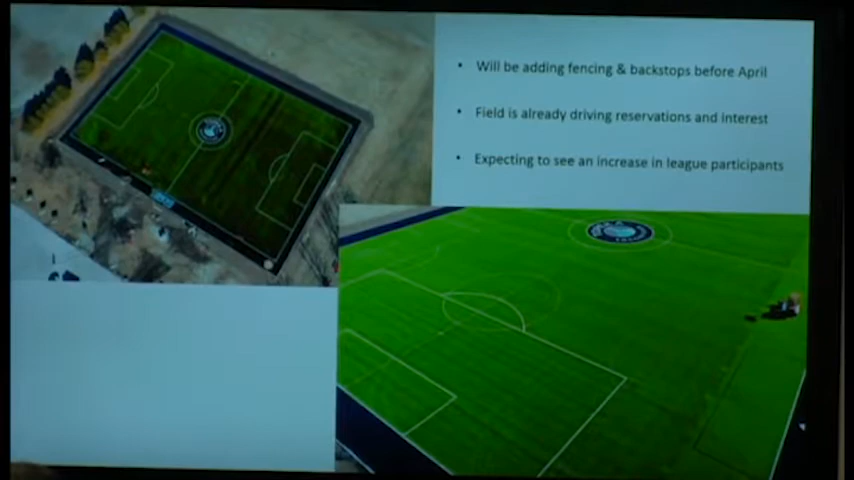 • Will be adding fencing & backstops before April
• Field is already driving reservations and interest
• Expecting to see an increase in league participants